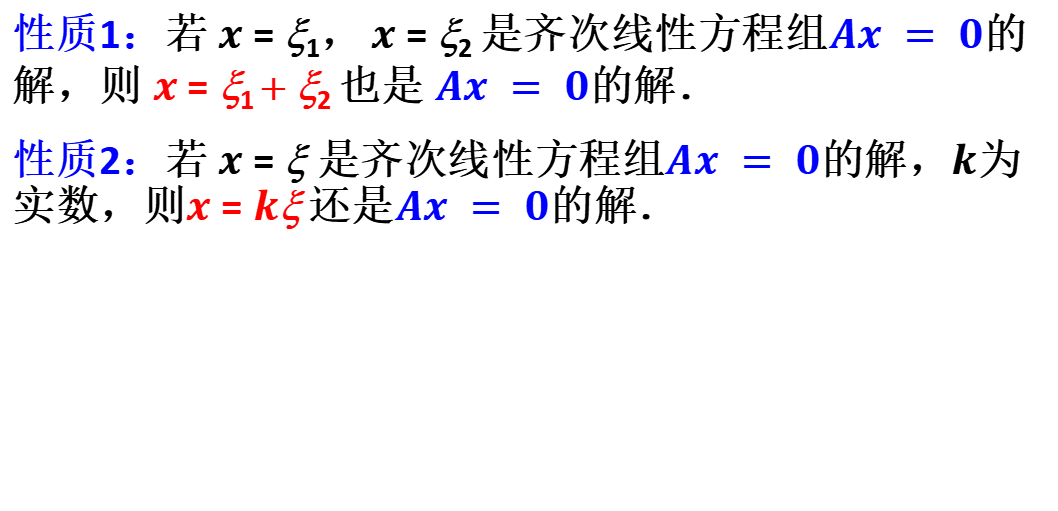 性质1：若 x = ξ₁， x = ξ₂ 是齐次线性方程组Ax = 0的
解，则 x = ξ₁ + ξ₂ 也是 Ax = 0的解．
性质2：若 x = ξ 是齐次线性方程组Ax = 0的解，k为
实数，则x = kξ 还是Ax = 0的解．